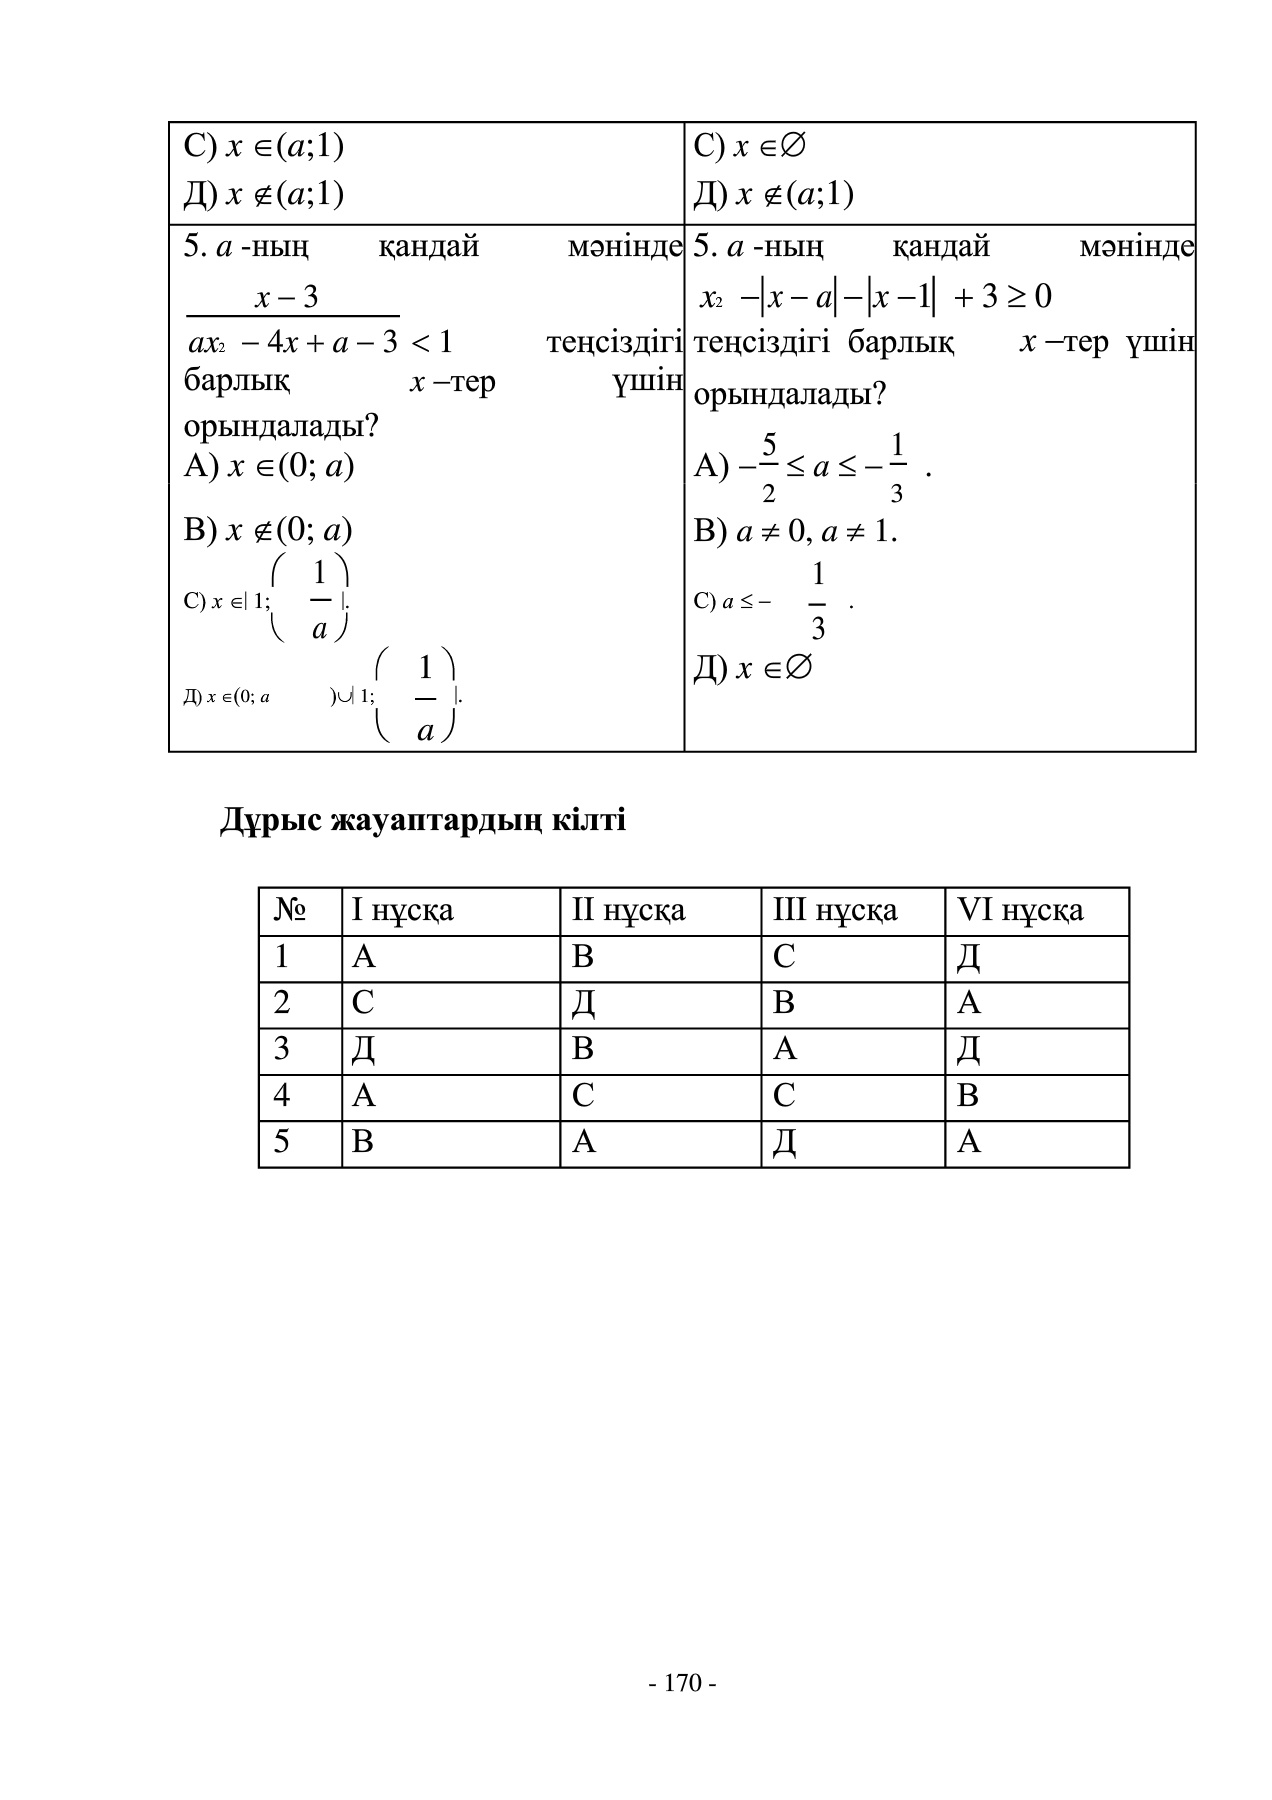 С) x ∈(a;1)
Д) x ∉(a;1)
С) x ∈∅
Д) x ∉(a;1)
5. a -ның қандай мәнінде
x – 3
ax2 – 4x + a – 3 < 1 теңсіздігі
барлық x –тер үшін
орындалады?
А) x ∈(0; a)
В) x ∉(0; a)
С) x ∈(1; 1/a).
Д) x ∈(0; a )∪(1; 1/a).
5. a -ның қандай мәнінде
x2 –|x – a|–|x –1| + 3 ≥ 0
теңсіздігі барлық x –тер үшін
орындалады?
А) –5/2 ≤ a ≤ –1/3 .
В) a ≠ 0, a ≠ 1.
С) a ≤ – 1/3 .
Д) x ∈∅
Дұрыс жауаптардың кілті
№ I нұсқа II нұсқа III нұсқа VI нұсқа
1 А В С Д
2 С Д В А
3 Д В А Д
4 А С С В
5 В А Д А
- 170 -